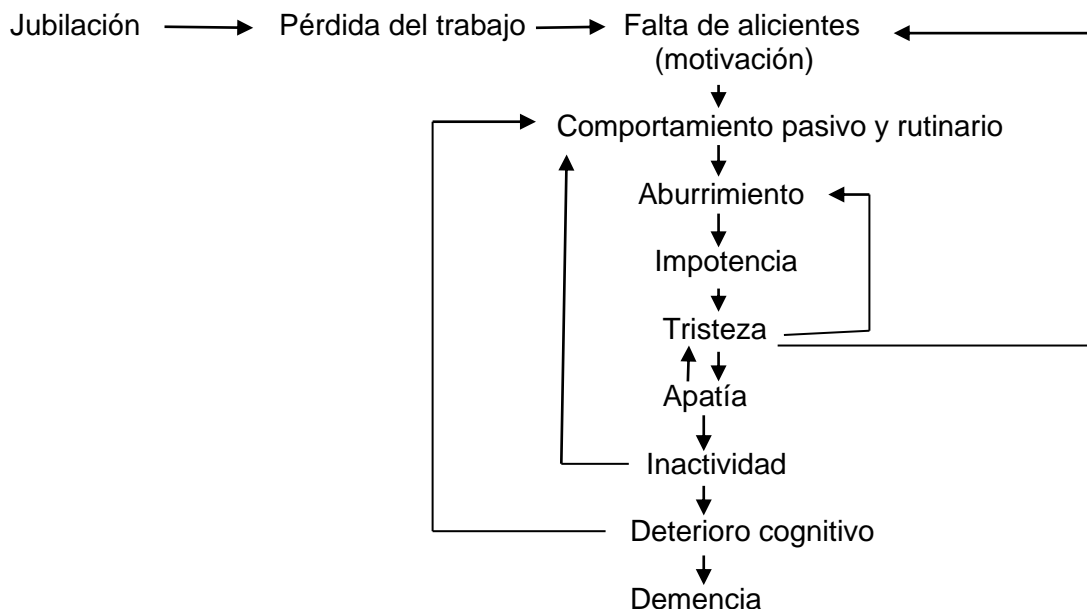 Jubilación Pérdida del trabajo Falta de alicientes
(motivación)
Comportamiento pasivo y rutinario
Aburrimiento
Impotencia
Tristeza
Apatía
Inactividad
Deterioro cognitivo
Demencia